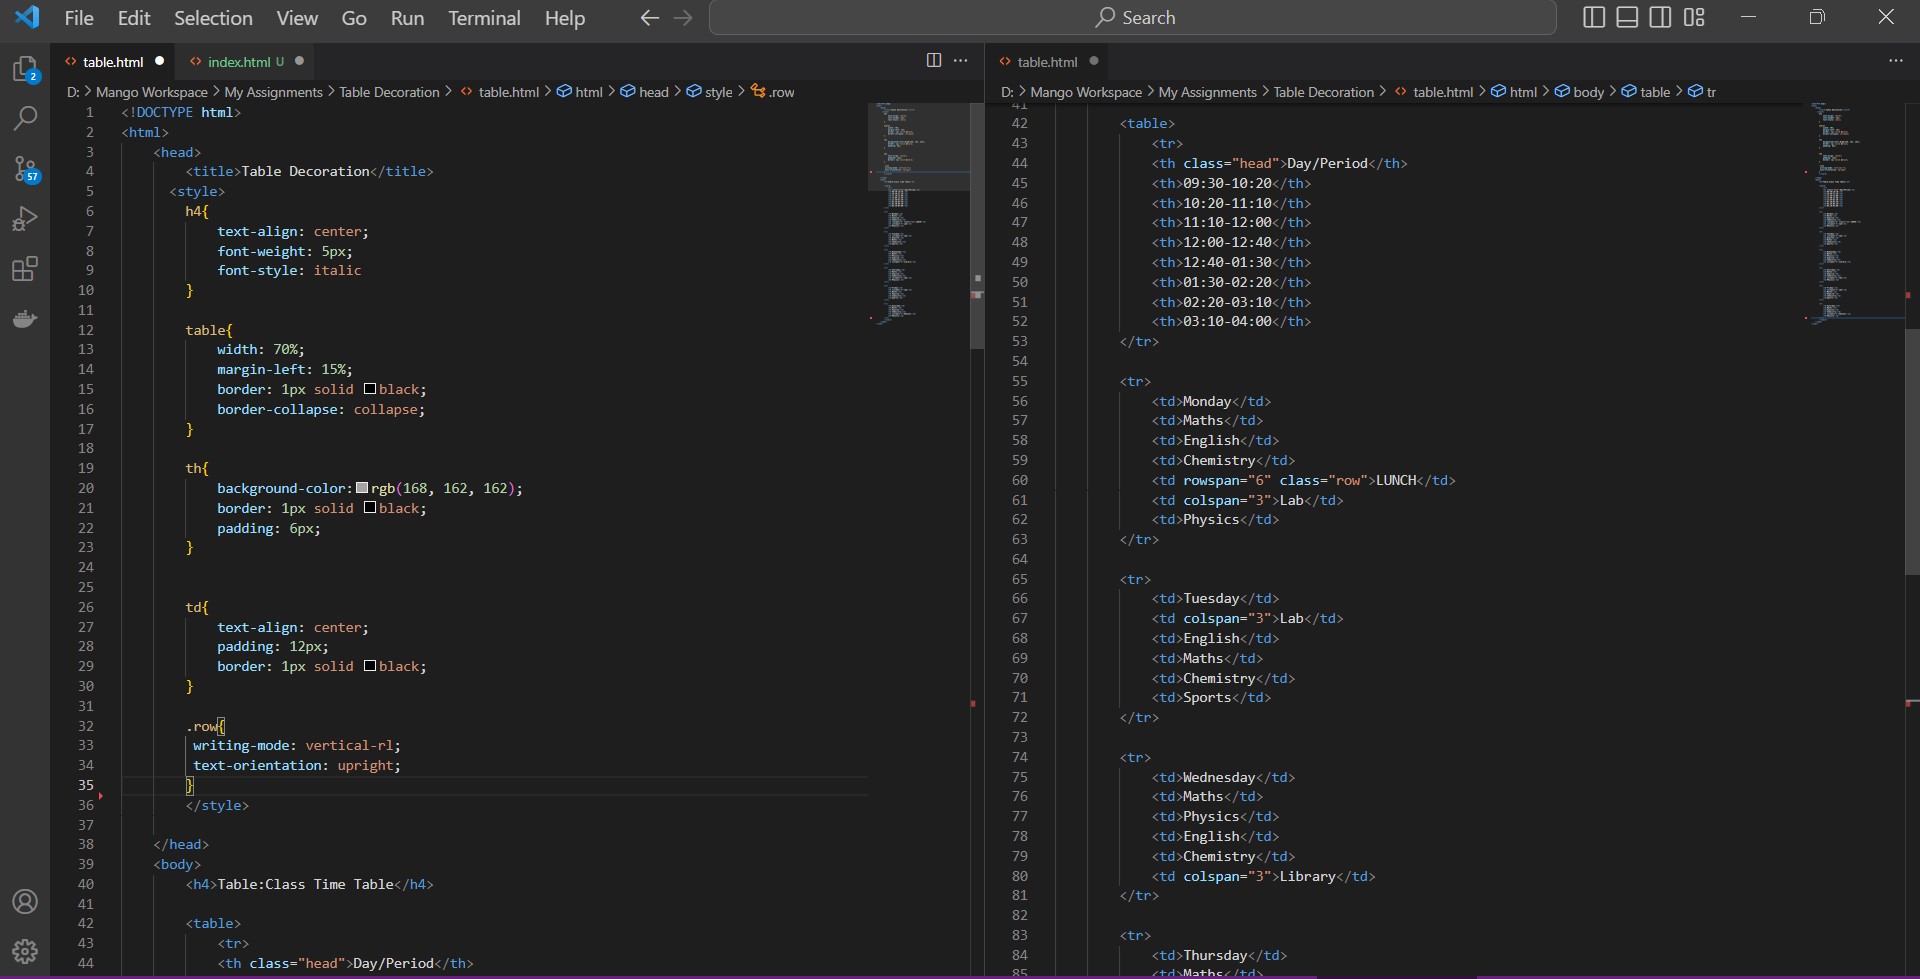 File Edit Selection View Go Run Terminal Help Search
table.html index.html U
D: > Mango Workspace > My Assignments > Table Decoration > table.html > html > head > style > .row
1 <!DOCTYPE html>
2 <html>
3 <head>
4 <title>Table Decoration</title>
5 <style>
6 h4{
7 text-align: center;
8 font-weight: 5px;
9 font-style: italic
10 }
11
12 table{
13 width: 70%;
14 margin-left: 15%;
15 border: 1px solid black;
16 border-collapse: collapse;
17 }
18
19 th{
20 background-color: rgb(168, 162, 162);
21 border: 1px solid black;
22 padding: 6px;
23 }
24
25
26 td{
27 text-align: center;
28 padding: 12px;
29 border: 1px solid black;
30 }
31
32 .row{
33 writing-mode: vertical-rl;
34 text-orientation: upright;
35 }
36 </style>
37
38 </head>
39 <body>
40 <h4>Table:Class Time Table</h4>
41
42 <table>
43 <tr>
44 <th class="head">Day/Period</th>
table.html
D: > Mango Workspace > My Assignments > Table Decoration > table.html > html > body > table > tr
41
42 <table>
43 <tr>
44 <th class="head">Day/Period</th>
45 <th>09:30-10:20</th>
46 <th>10:20-11:10</th>
47 <th>11:10-12:00</th>
48 <th>12:00-12:40</th>
49 <th>12:40-01:30</th>
50 <th>01:30-02:20</th>
51 <th>02:20-03:10</th>
52 <th>03:10-04:00</th>
53 </tr>
54
55 <tr>
56 <td>Monday</td>
57 <td>Maths</td>
58 <td>English</td>
59 <td>Chemistry</td>
60 <td rowspan="6" class="row">LUNCH</td>
61 <td colspan="3">Lab</td>
62 <td>Physics</td>
63 </tr>
64
65 <tr>
66 <td>Tuesday</td>
67 <td colspan="3">Lab</td>
68 <td>English</td>
69 <td>Maths</td>
70 <td>Chemistry</td>
71 <td>Sports</td>
72 </tr>
73
74 <tr>
75 <td>Wednesday</td>
76 <td>Maths</td>
77 <td>Physics</td>
78 <td>English</td>
79 <td>Chemistry</td>
80 <td colspan="3">Library</td>
81 </tr>
82
83 <tr>
84 <td>Thursday</td>
85 <td>Maths</td>
2
57